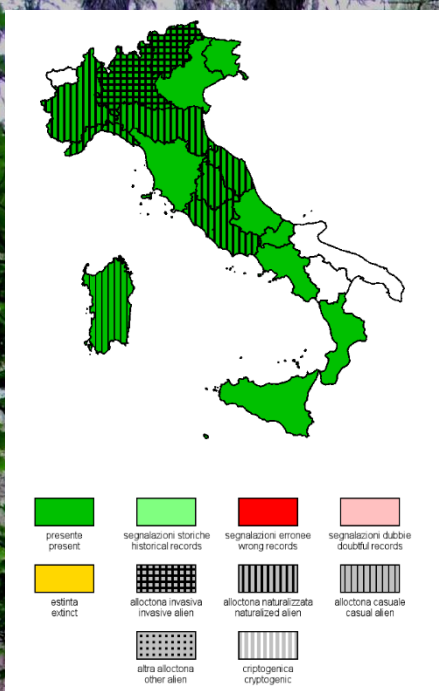 presente
present
segnalazioni storiche
historical records
segnalazioni erronee
wrong records
segnalazioni dubbie
doubtful records
estinta
extinct
alloctona invasiva
invasive alien
alloctona naturalizzata
naturalized alien
alloctona casuale
casual alien
altra alloctona
other alien
criptogenica
cryptogenic